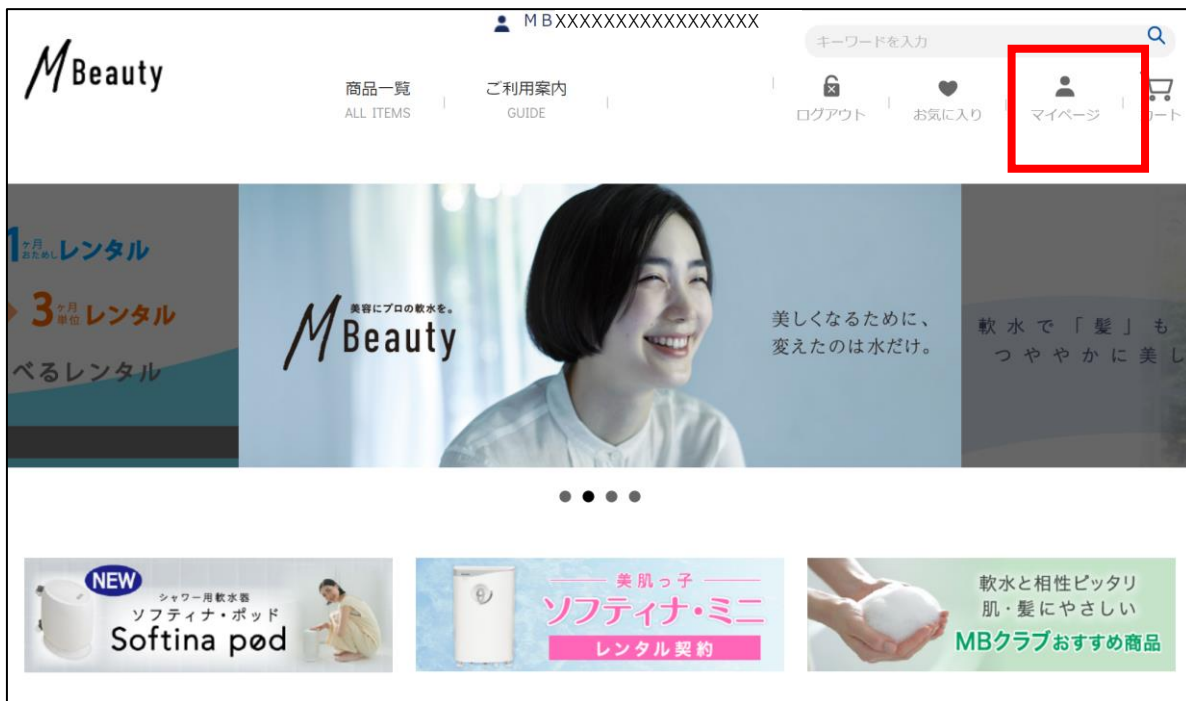 MBXXXXXXXXXXXXXXXXX
キーワードを入力
M Beauty
商品一覧
ALL ITEMS
ご利用案内
GUIDE
ログアウト
お気に入り
マイページ
カート
1ヶ月おためしレンタル
3ヶ月単位レンタル
べるレンタル
美容にプロの軟水を。
M Beauty
美しくなるために、
変えたのは水だけ。
軟水で「髪」も
つややかに美し
NEW
シャワー用軟水器
ソフティナ・ポッド
Softina pød
美肌っ子
ソフティナ・ミニ
レンタル契約
軟水と相性ピッタリ
肌・髪にやさしい
MBクラブおすすめ商品